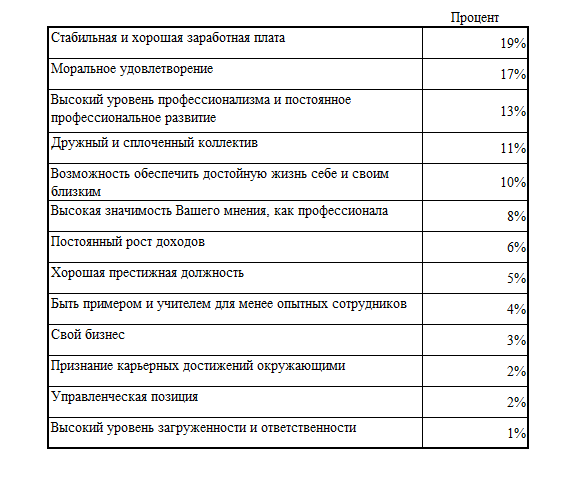 Процент
Стабильная и хорошая заработная плата 19%
Моральное удовлетворение 17%
Высокий уровень профессионализма и постоянное
профессиональное развитие 13%
Дружный и сплоченный коллектив 11%
Возможность обеспечить достойную жизнь себе и своим
близким 10%
Высокая значимость Вашего мнения, как профессионала 8%
Постоянный рост доходов 6%
Хорошая престижная должность 5%
Быть примером и учителем для менее опытных сотрудников 4%
Свой бизнес 3%
Признание карьерных достижений окружающими 2%
Управленческая позиция 2%
Высокий уровень загруженности и ответственности 1%